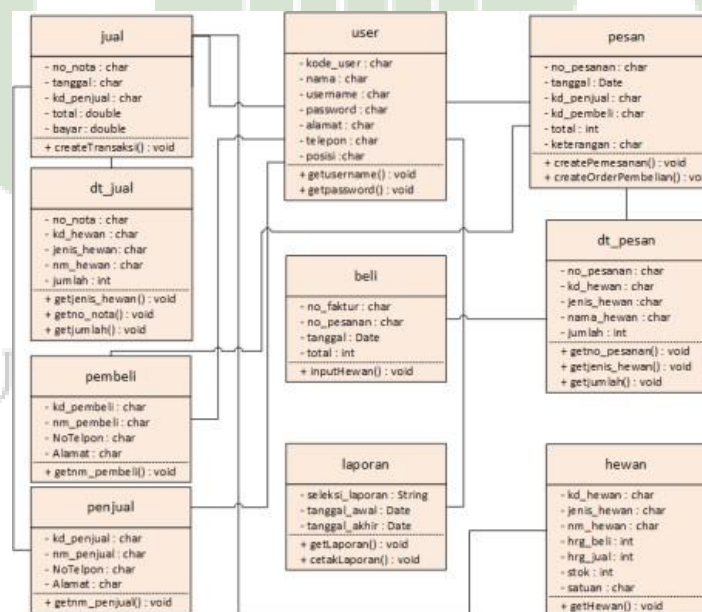 jual
- no_nota : char
- tanggal : char
- kd_penjual : char
- total : double
- bayar : double
+ createTransaksi() : void
dt_jual
- no_nota : char
- kd_hewan : char
- jenis_hewan : char
- nm_hewan : char
- jumlah : int
+ getjenis_hewan() : void
+ getno_nota() : void
+ getjumlah() : void
pembeli
- kd_pembeli : char
- nm_pembeli : char
- NoTelpon : char
- Alamat : char
+ getnm_pembeli() : void
penjual
- kd_penjual : char
- nm_penjual : char
- NoTelpon : char
- Alamat : char
+ getnm_penjual() : void
user
- kode_user : char
- nama : char
- username : char
- password : char
- alamat : char
- telepon : char
- posisi :char
+ getusername() : void
+ getpassword() : void
beli
- no_faktur : char
- no_pesanan : char
- tanggal : Date
- total : int
+ inputHewan() : void
laporan
- seleksi_laporan : String
- tanggal_awal : Date
- tanggal_akhir : Date
+ getLaporan() : void
+ cetakLaporan() : void
pesan
- no_pesanan : char
- tanggal : Date
- kd_penjual : char
- kd_pembeli : char
- total : int
- keterangan : char
+ createPemesanan() : void
+ createOrderPembelian() : vo
dt_pesan
- no_pesanan : char
- kd_hewan : char
- jenis_hewan :char
- nama_hewan : char
- jumlah : int
+ getno_pesanan() : void
+ getjenis_hewan() : void
+ getjumlah() : void
hewan
- kd_hewan : char
- jenis_hewan : char
- nm_hewan : char
- hrg_beli : int
- hrg_jual : int
- stok : int
- satuan : char
+ getHewan() : void